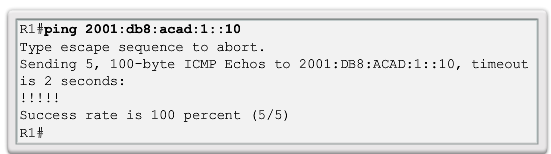 R1#ping 2001:db8:acad:1::10
Type escape sequence to abort.
Sending 5, 100-byte ICMP Echos to 2001:DB8:ACAD:1::10, timeout
is 2 seconds:
!!!!!
Success rate is 100 percent (5/5)
R1#